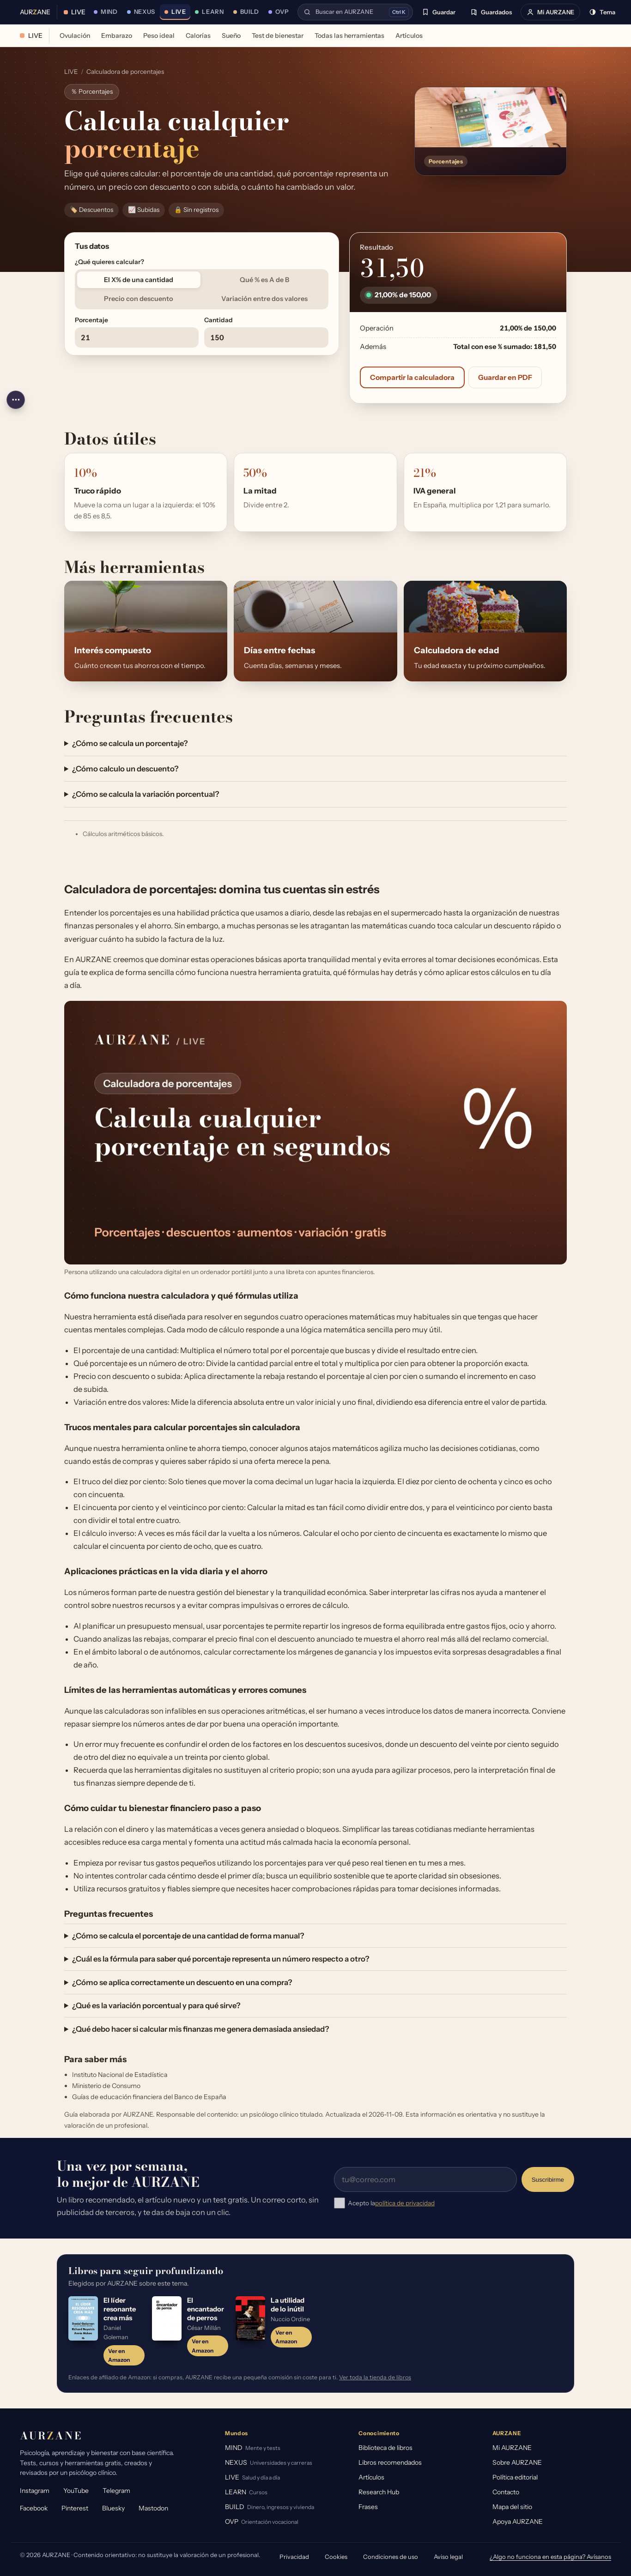 AURZANE
LIVE
MIND
NEXUS
LIVE
LEARN
BUILD
OVP
Buscar en AURZANE
Ctrl K
Guardar
Guardados
Mi AURZANE
Tema
LIVE
Ovulación
Embarazo
Peso ideal
Calorías
Sueño
Test de bienestar
Todas las herramientas
Artículos
LIVE / Calculadora de porcentajes
% Porcentajes
Calcula cualquier
porcentaje
Elige qué quieres calcular: el porcentaje de una cantidad, qué porcentaje representa un
número, un precio con descuento o con subida, o cuánto ha cambiado un valor.
Descuentos
Subidas
Sin registros
Porcentajes
Tus datos
¿Qué quieres calcular?
El X% de una cantidad
Qué % es A de B
Precio con descuento
Variación entre dos valores
Porcentaje
Cantidad
21
150
Resultado
31,50
21,00% de 150,00
Operación
21,00% de 150,00
Además
Total con ese % sumado: 181,50
Compartir la calculadora
Guardar en PDF
Datos útiles
10%
Truco rápido
Mueve la coma un lugar a la izquierda: el 10%
de 85 es 8,5.
50%
La mitad
Divide entre 2.
21%
IVA general
En España, multiplica por 1,21 para sumarlo.
Más herramientas
Interés compuesto
Cuánto crecen tus ahorros con el tiempo.
Días entre fechas
Cuenta días, semanas y meses.
Calculadora de edad
Tu edad exacta y tu próximo cumpleaños.
Preguntas frecuentes
¿Cómo se calcula un porcentaje?
¿Cómo calculo un descuento?
¿Cómo se calcula la variación porcentual?
• Cálculos aritméticos básicos.
Calculadora de porcentajes: domina tus cuentas sin estrés
Entender los porcentajes es una habilidad práctica que usamos a diario, desde las rebajas en el supermercado hasta la organización de nuestras
finanzas personales y el ahorro. Sin embargo, a muchas personas se les atragantan las matemáticas cuando toca calcular un descuento rápido o
averiguar cuánto ha subido la factura de la luz.
En AURZANE creemos que dominar estas operaciones básicas aporta tranquilidad mental y evita errores al tomar decisiones económicas. Esta
guía te explica de forma sencilla cómo funciona nuestra herramienta gratuita, qué fórmulas hay detrás y cómo aplicar estos cálculos en tu día
a día.
AURZANE / LIVE
Calculadora de porcentajes
Calcula cualquier
porcentaje en segundos
%
Porcentajes · descuentos · aumentos · variación · gratis
Persona utilizando una calculadora digital en un ordenador portátil junto a una libreta con apuntes financieros.
Cómo funciona nuestra calculadora y qué fórmulas utiliza
Nuestra herramienta está diseñada para resolver en segundos cuatro operaciones matemáticas muy habituales sin que tengas que hacer
cuentas mentales complejas. Cada modo de cálculo responde a una lógica matemática sencilla pero muy útil.
• El porcentaje de una cantidad: Multiplica el número total por el porcentaje que buscas y divide el resultado entre cien.
• Qué porcentaje es un número de otro: Divide la cantidad parcial entre el total y multiplica por cien para obtener la proporción exacta.
• Precio con descuento o subida: Aplica directamente la rebaja restando el porcentaje al cien por cien o sumando el incremento en caso
de subida.
• Variación entre dos valores: Mide la diferencia absoluta entre un valor inicial y uno final, dividiendo esa diferencia entre el valor de partida.
Trucos mentales para calcular porcentajes sin calculadora
Aunque nuestra herramienta online te ahorra tiempo, conocer algunos atajos matemáticos agiliza mucho las decisiones cotidianas, como
cuando estás de compras y quieres saber rápido si una oferta merece la pena.
• El truco del diez por ciento: Solo tienes que mover la coma decimal un lugar hacia la izquierda. El diez por ciento de ochenta y cinco es ocho
con cincuenta.
• El cincuenta por ciento y el veinticinco por ciento: Calcular la mitad es tan fácil como dividir entre dos, y para el veinticinco por ciento basta
con dividir el total entre cuatro.
• El cálculo inverso: A veces es más fácil dar la vuelta a los números. Calcular el ocho por ciento de cincuenta es exactamente lo mismo que
calcular el cincuenta por ciento de ocho, que es cuatro.
Aplicaciones prácticas en la vida diaria y el ahorro
Los números forman parte de nuestra gestión del bienestar y la tranquilidad económica. Saber interpretar las cifras nos ayuda a mantener el
control sobre nuestros recursos y a evitar compras impulsivas o errores de cálculo.
• Al planificar un presupuesto mensual, usar porcentajes te permite repartir los ingresos de forma equilibrada entre gastos fijos, ocio y ahorro.
• Cuando analizas las rebajas, comparar el precio final con el descuento anunciado te muestra el ahorro real más allá del reclamo comercial.
• En el ámbito laboral o de autónomos, calcular correctamente los márgenes de ganancia y los impuestos evita sorpresas desagradables a final
de año.
Límites de las herramientas automáticas y errores comunes
Aunque las calculadoras son infalibles en sus operaciones aritméticas, el ser humano a veces introduce los datos de manera incorrecta. Conviene
repasar siempre los números antes de dar por buena una operación importante.
• Un error muy frecuente es confundir el orden de los factores en los descuentos sucesivos, donde un descuento del veinte por ciento seguido
de otro del diez no equivale a un treinta por ciento global.
• Recuerda que las herramientas digitales no sustituyen al criterio propio; son una ayuda para agilizar procesos, pero la interpretación final de
tus finanzas siempre depende de ti.
Cómo cuidar tu bienestar financiero paso a paso
La relación con el dinero y las matemáticas a veces genera ansiedad o bloqueos. Simplificar las tareas cotidianas mediante herramientas
accesibles reduce esa carga mental y fomenta una actitud más calmada hacia la economía personal.
• Empieza por revisar tus gastos pequeños utilizando los porcentajes para ver qué peso real tienen en tu mes a mes.
• No intentes controlar cada céntimo desde el primer día; busca un equilibrio sostenible que te aporte claridad sin obsesiones.
• Utiliza recursos gratuitos y fiables siempre que necesites hacer comprobaciones rápidas para tomar decisiones informadas.
Preguntas frecuentes
¿Cómo se calcula el porcentaje de una cantidad de forma manual?
¿Cuál es la fórmula para saber qué porcentaje representa un número respecto a otro?
¿Cómo se aplica correctamente un descuento en una compra?
¿Qué es la variación porcentual y para qué sirve?
¿Qué debo hacer si calcular mis finanzas me genera demasiada ansiedad?
Para saber más
• Instituto Nacional de Estadística
• Ministerio de Consumo
• Guías de educación financiera del Banco de España
Guía elaborada por AURZANE. Responsable del contenido: un psicólogo clínico titulado. Actualizada el 2026-11-09. Esta información es orientativa y no sustituye la
valoración de un profesional.
Una vez por semana,
lo mejor de AURZANE
Un libro recomendado, el artículo nuevo y un test gratis. Un correo corto, sin
publicidad de terceros, y te das de baja con un clic.
tu@correo.com
Suscribirme
Acepto la política de privacidad
Libros para seguir profundizando
Elegidos por AURZANE sobre este tema.
El líder
resonante
crea más
Daniel
Goleman
Ver en
Amazon
El
encantador
de perros
César Millán
Ver en
Amazon
La utilidad
de lo inútil
Nuccio Ordine
Ver en
Amazon
Enlaces de afiliado de Amazon: si compras, AURZANE recibe una pequeña comisión sin coste para ti. Ver toda la tienda de libros
AURZANE
Psicología, aprendizaje y bienestar con base científica.
Tests, cursos y herramientas gratis, creados y
revisados por un psicólogo clínico.
Instagram
YouTube
Telegram
Facebook
Pinterest
Bluesky
Mastodon
Mundos
MIND Mente y tests
NEXUS Universidades y carreras
LIVE Salud y día a día
LEARN Cursos
BUILD Dinero, ingresos y vivienda
OVP Orientación vocacional
Conocimiento
Biblioteca de libros
Libros recomendados
Artículos
Research Hub
Frases
AURZANE
Mi AURZANE
Sobre AURZANE
Política editorial
Contacto
Mapa del sitio
Apoya AURZANE
© 2026 AURZANE · Contenido orientativo: no sustituye la valoración de un profesional.
Privacidad
Cookies
Condiciones de uso
Aviso legal
¿Algo no funciona en esta página? Avísanos